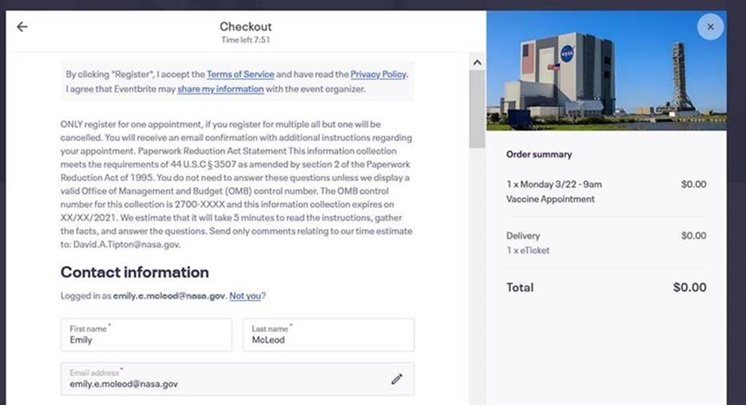 Checkout
Time left 7:51
By clicking "Register", I accept the Terms of Service and have read the Privacy Policy.
I agree that Eventbrite may share my information with the event organizer.
ONLY register for one appointment, if you register for multiple all but one will be
cancelled. You will receive an email confirmation with additional instructions regarding
your appointment. Paperwork Reduction Act Statement This information collection
meets the requirements of 44 U.S.C § 3507 as amended by section 2 of the Paperwork
Reduction Act of 1995. You do not need to answer these questions unless we display a
valid Office of Management and Budget (OMB) control number. The OMB control
number for this collection is 2700-XXXX and this information collection expires on
XX/XX/2021. We estimate that it will take 5 minutes to read the instructions, gather
the facts, and answer the questions. Send only comments relating to our time estimate
to: David.A.Tipton@nasa.gov.
Contact information
Logged in as emily.e.mcleod@nasa.gov. Not you?
First name *
Emily
Last name *
McLeod
Email address *
emily.e.mcleod@nasa.gov
NASA
Order summary
1 x Monday 3/22 - 9am $0.00
Vaccine Appointment
Delivery $0.00
1 x eTicket
Total $0.00